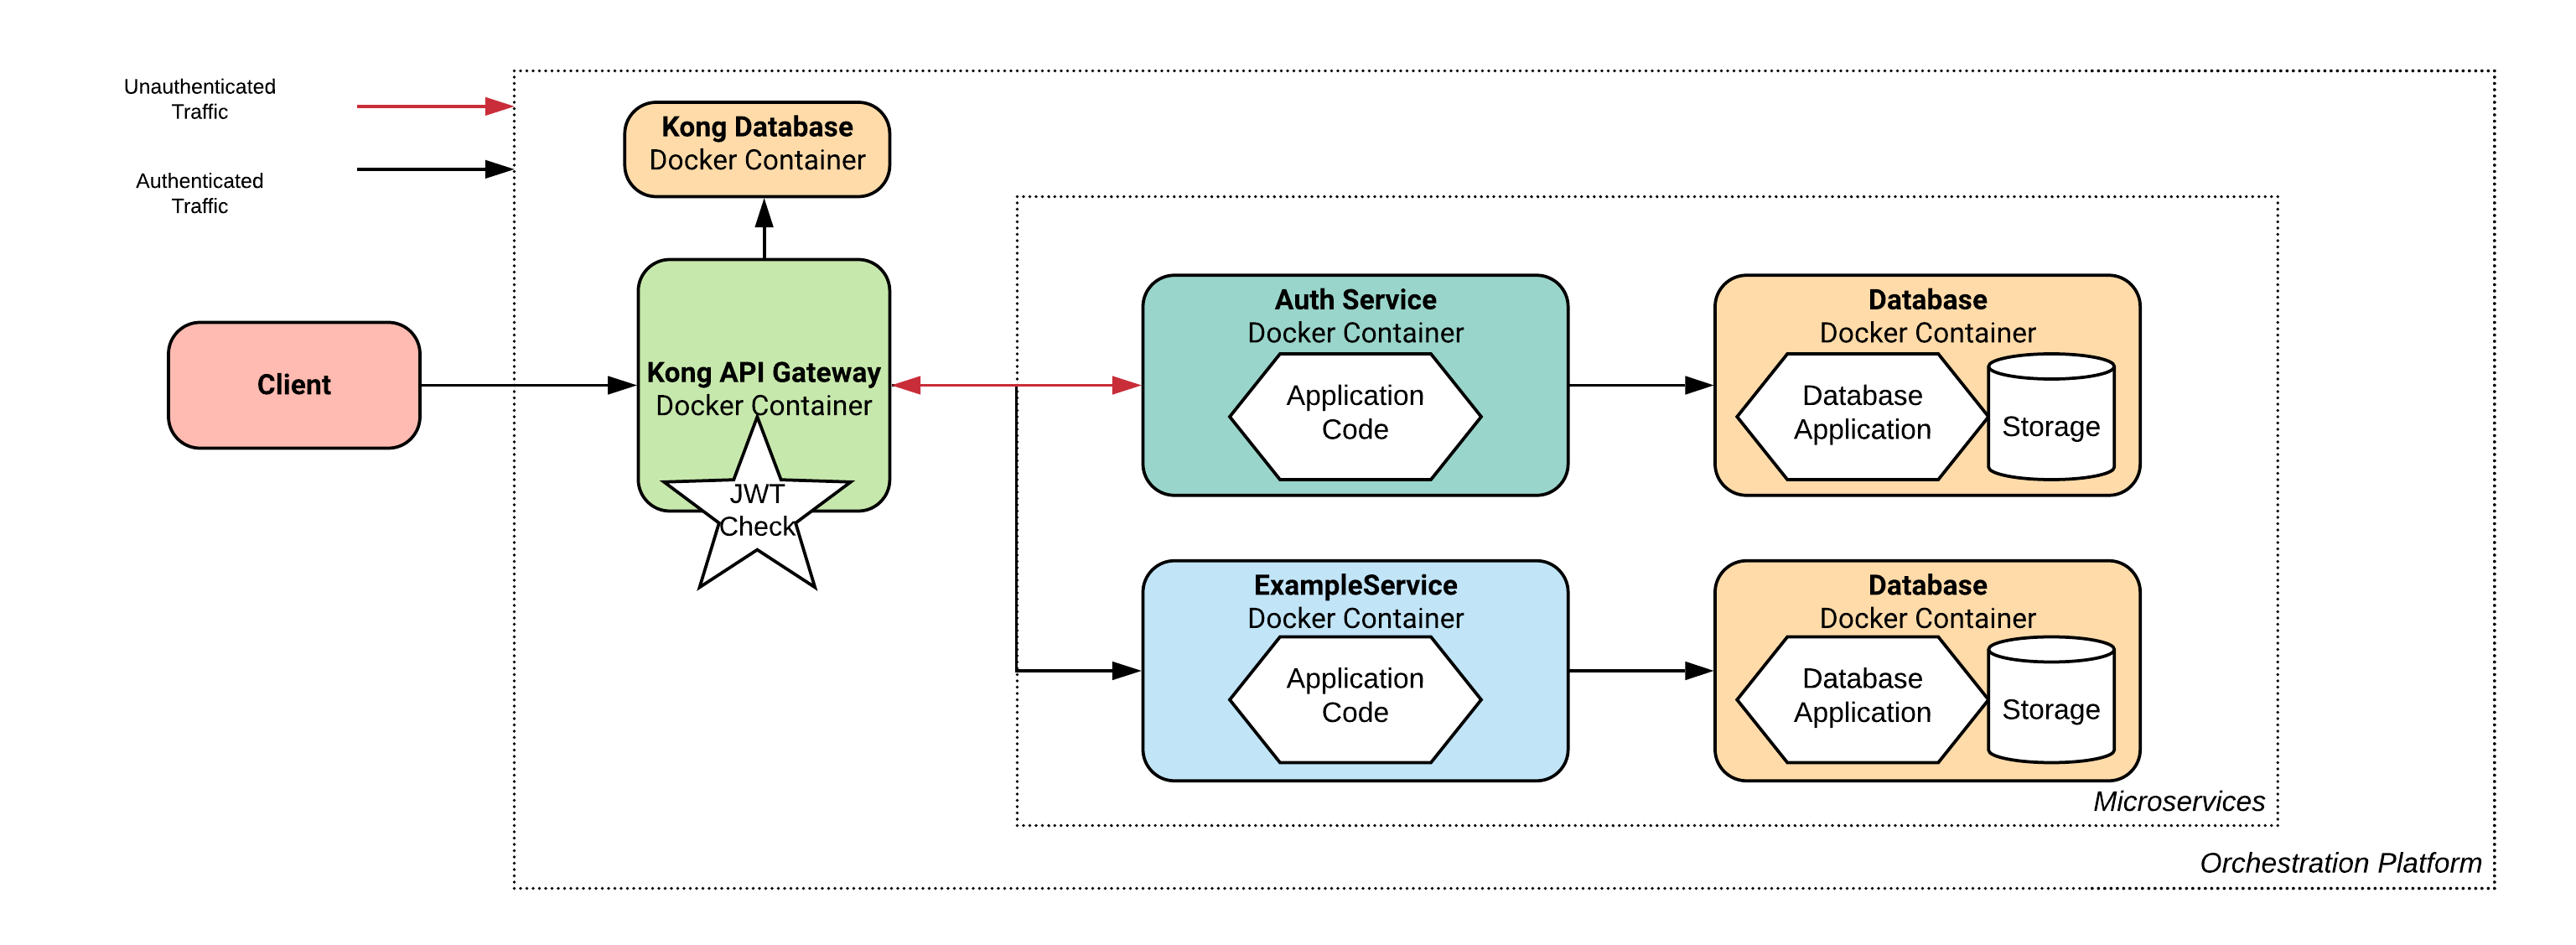 Unauthenticated
Traffic
Authenticated
Traffic
Kong Database
Docker Container
Client
Kong API Gateway
Docker Container
JWT
Check
Auth Service
Docker Container
Application
Code
Database
Docker Container
Database
Application
Storage
ExampleService
Docker Container
Application
Code
Database
Docker Container
Database
Application
Storage
Microservices
Orchestration Platform